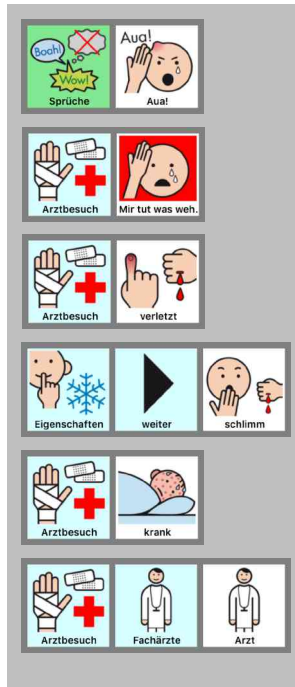 Boah!
Wow!
Sprüche
Aua!
Aua!
Arztbesuch
Mir tut was weh.
Arztbesuch
verletzt
Eigenschaften
weiter
schlimm
Arztbesuch
krank
Arztbesuch
Fachärzte
Arzt